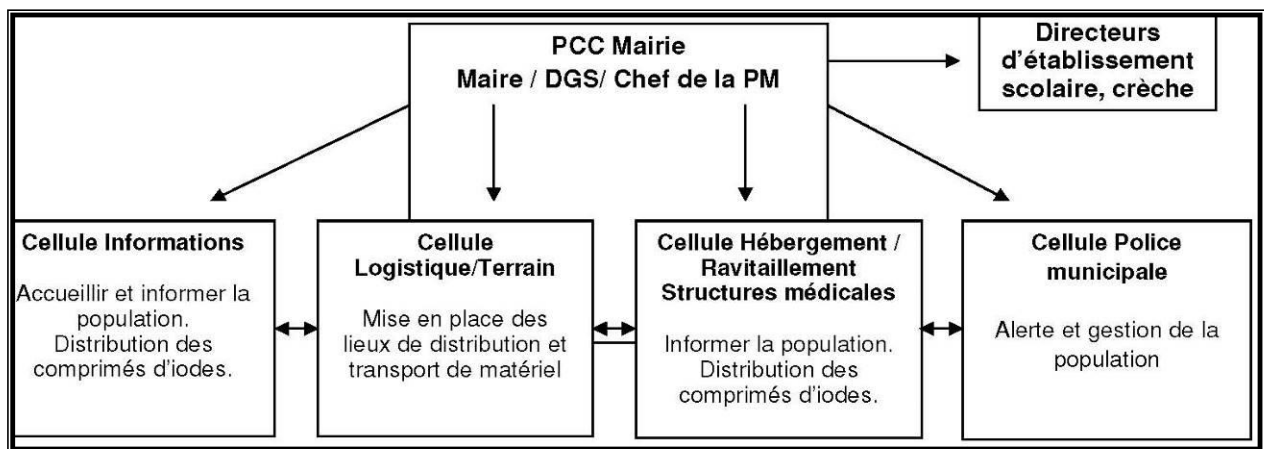 PCC Mairie
Maire / DGS/ Chef de la PM
Directeurs
d'établissement
scolaire, crèche
Cellule Informations
Accueillir et informer la
population.
Distribution des
comprimés d'iodes.
Cellule
Logistique/Terrain
Mise en place des
lieux de distribution et
transport de matériel
Cellule Hébergement /
Ravitaillement
Structures médicales
Informer la population.
Distribution des
comprimés d'iodes.
Cellule Police
municipale
Alerte et gestion de la
population